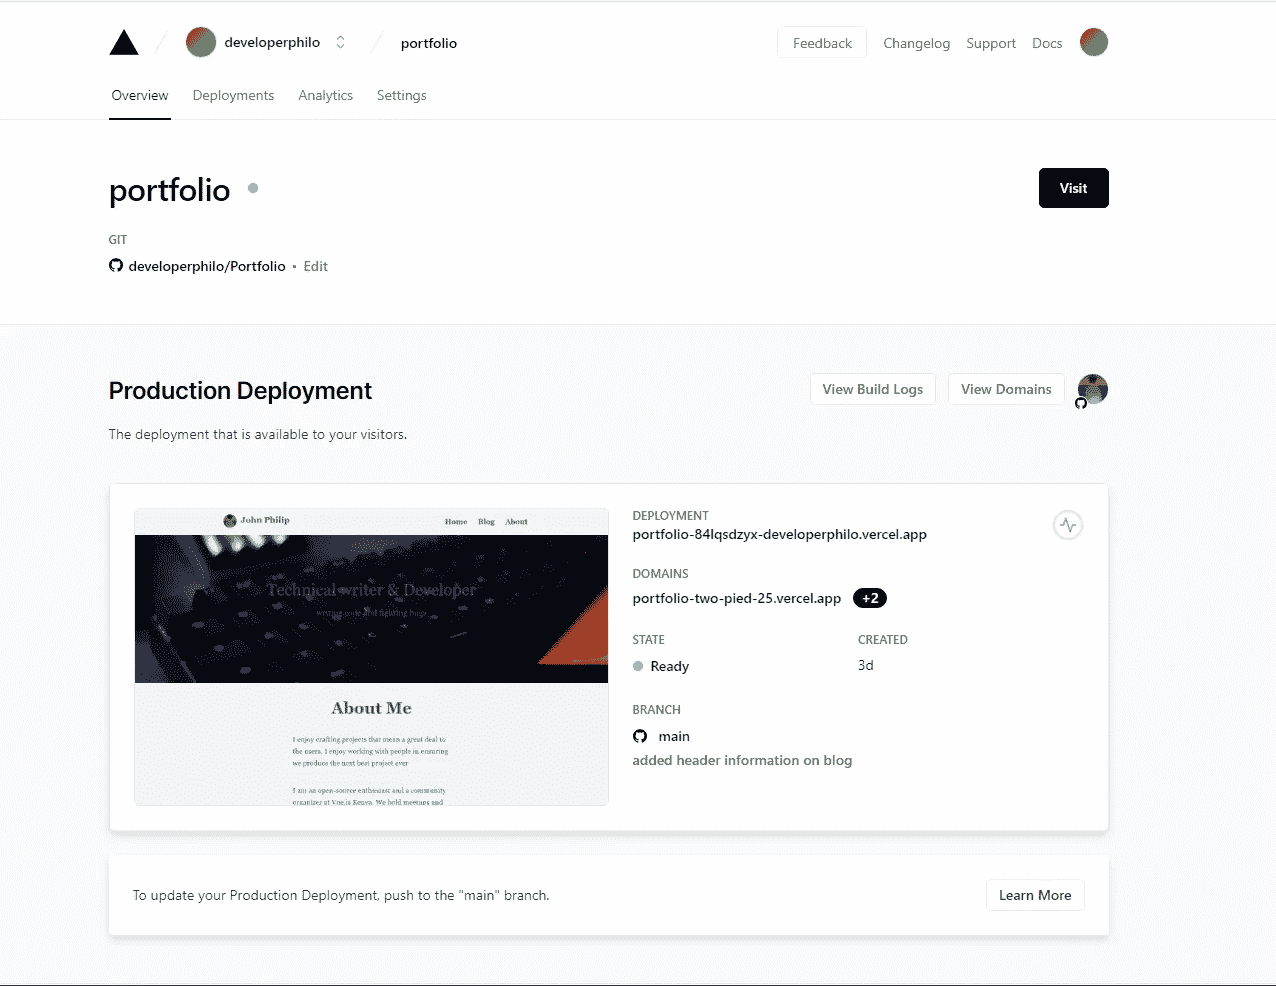 developerphilo
portfolio
Feedback
Changelog
Support
Docs
Overview
Deployments
Analytics
Settings
portfolio
Visit
GIT
developerphilo/Portfolio • Edit
Production Deployment
View Build Logs
View Domains
The deployment that is available to your visitors.
John Philip
Home
Blog
About
Technical writer & Developer
writing code and fighting bugs
About Me
I enjoy crafting projects that mean a great deal to
the users. I enjoy working with people in ensuring
we produce the next best project ever
I am an open-source enthusiast and a community
organizer at Vue.js Kenya. We hold meetups and
DEPLOYMENT
portfolio-84lqsdzyx-developerphilo.vercel.app
DOMAINS
portfolio-two-pied-25.vercel.app +2
STATE
Ready
CREATED
3d
BRANCH
main
added header information on blog
To update your Production Deployment, push to the "main" branch.
Learn More